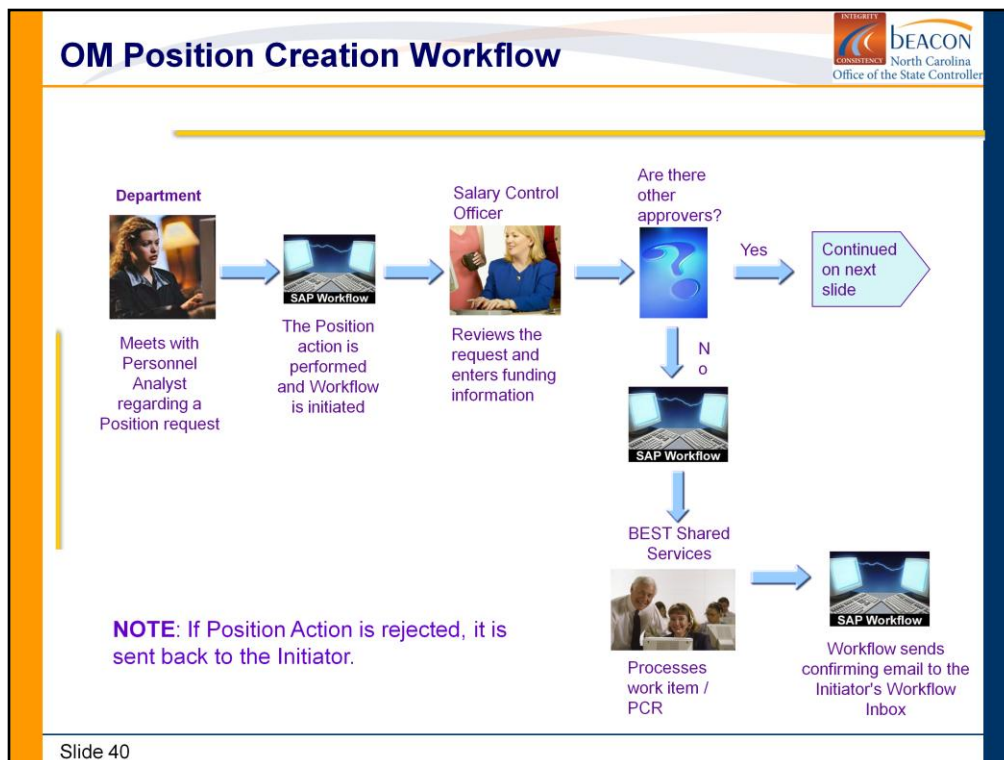 OM Position Creation Workflow
INTEGRITY
CONSISTENCY
bEACON
North Carolina
Office of the State Controller
Department
Meets with
Personnel
Analyst
regarding a
Position request
SAP Workflow
The Position
action is
performed
and Workflow
is initiated
Salary Control
Officer
Reviews the
request and
enters funding
information
Are there
other
approvers?
Yes
Continued
on next
slide
N
o
SAP Workflow
BEST Shared
Services
Processes
work item /
PCR
SAP Workflow
Workflow sends
confirming email to the
Initiator's Workflow
Inbox
NOTE: If Position Action is rejected, it is
sent back to the Initiator.
Slide 40